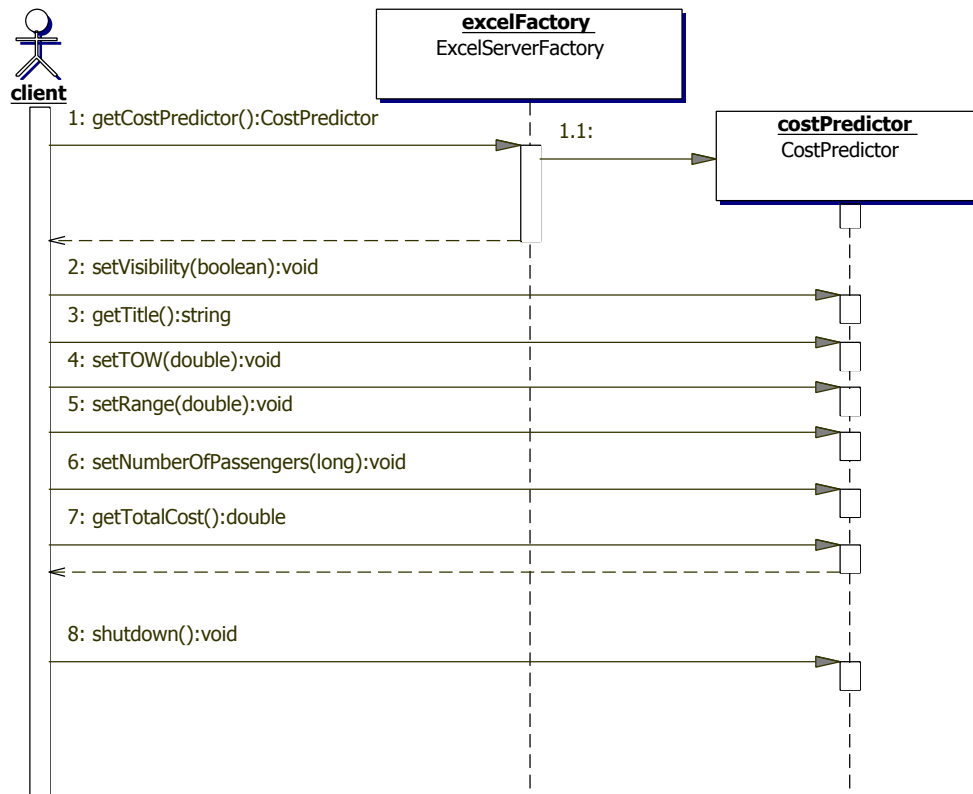 excelFactory
ExcelServerFactory
client
1: getCostPredictor():CostPredictor
1.1:
costPredictor
CostPredictor
2: setVisibility(boolean):void
3: getTitle():string
4: setTOW(double):void
5: setRange(double):void
6: setNumberOfPassengers(long):void
7: getTotalCost():double
8: shutdown():void